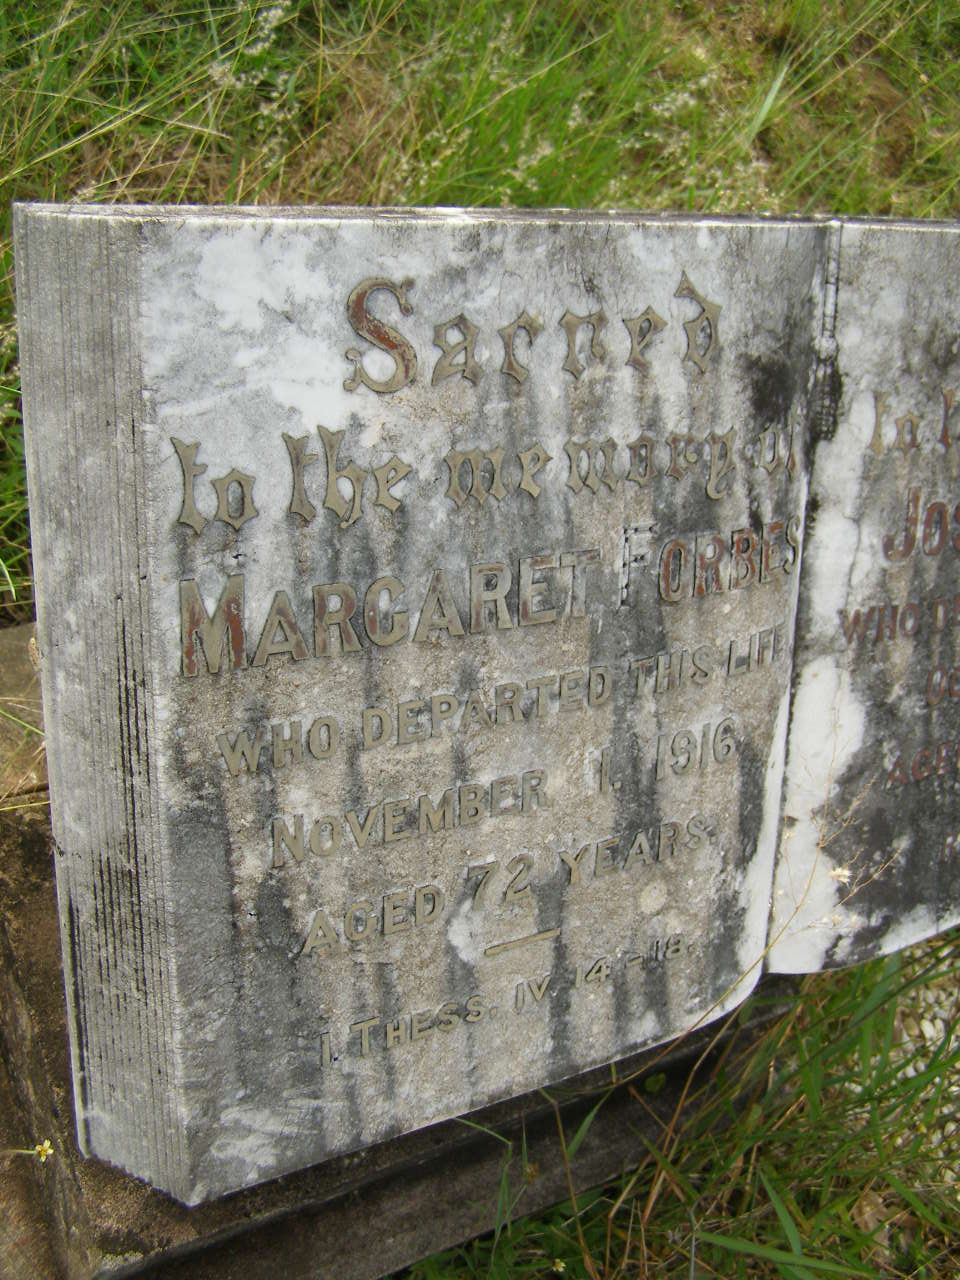 Sacred
to the memory of
MARGARET FORBES
WHO DEPARTED THIS LIFE
NOVEMBER 1. 1916
AGED 72 YEARS.
I. THESS. IV 14-18.
to
WHO